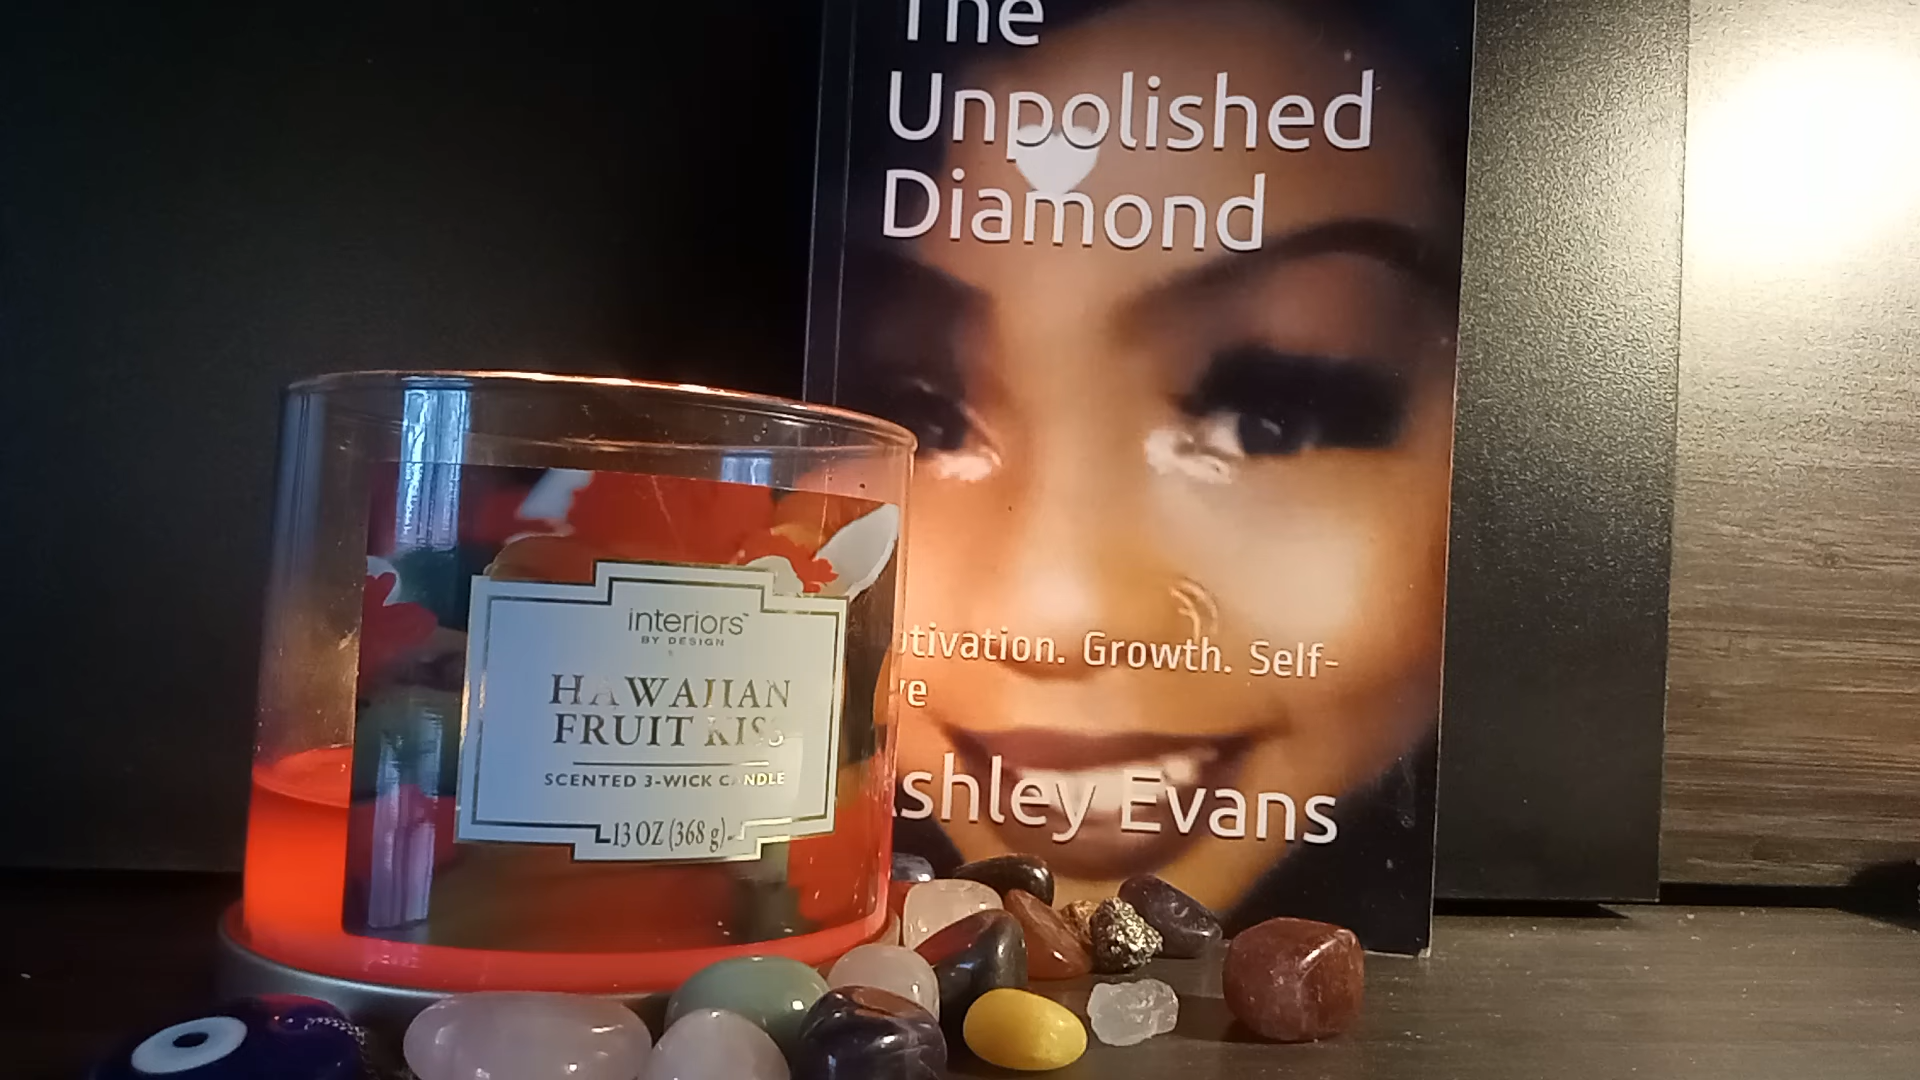 The
Unpolished
Diamond
otivation. Growth. Self-
ve
shley Evans
interiors™
BY DESIGN
HAWAIIAN
FRUIT KISS
SCENTED 3-WICK CANDLE
13 OZ (368 g)